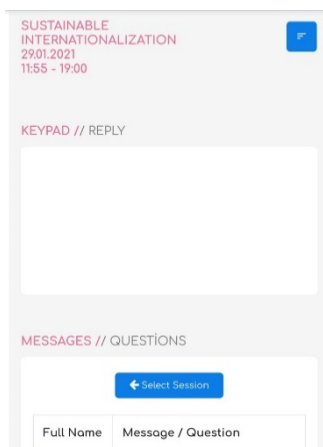 SUSTAINABLE
INTERNATIONALIZATION
29.01.2021
11:55 - 19:00
KEYPAD // REPLY
MESSAGES // QUESTİONS
Select Session
Full Name Message / Question